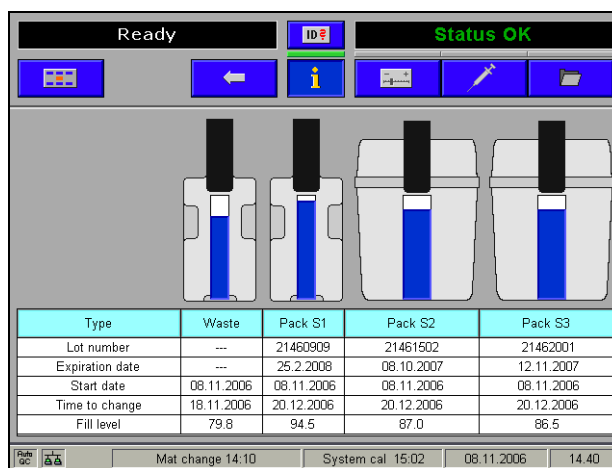 Ready
ID
Status OK
i
Type Waste Pack S1 Pack S2 Pack S3
Lot number --- 21460909 21461502 21462001
Expiration date --- 25.2.2008 08.10.2007 12.11.2007
Start date 08.11.2006 08.11.2006 08.11.2006 08.11.2006
Time to change 18.11.2006 20.12.2006 20.12.2006 20.12.2006
Fill level 79.8 94.5 87.0 86.5
Auto QC Mat change 14:10 System cal 15:02 08.11.2006 14.40